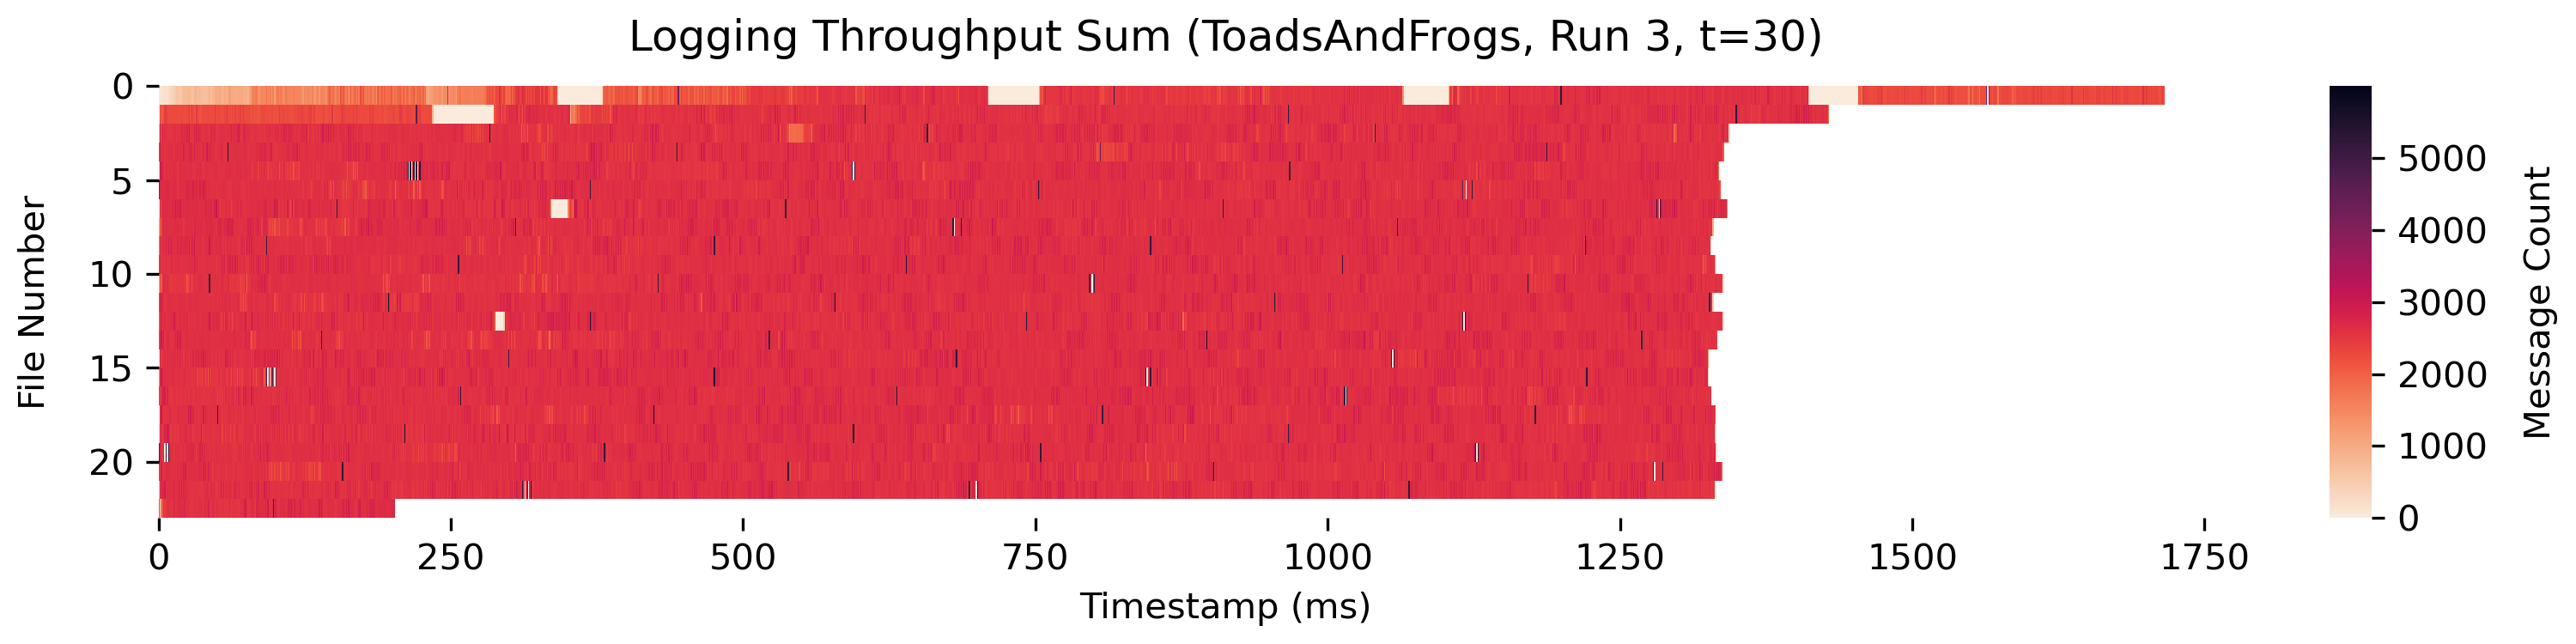 Logging Throughput Sum (ToadsAndFrogs, Run 3, t=30)
File Number
0
5
10
15
20
0 250 500 750 1000 1250 1500 1750
Timestamp (ms)
5000
4000
3000
2000
1000
0
Message Count